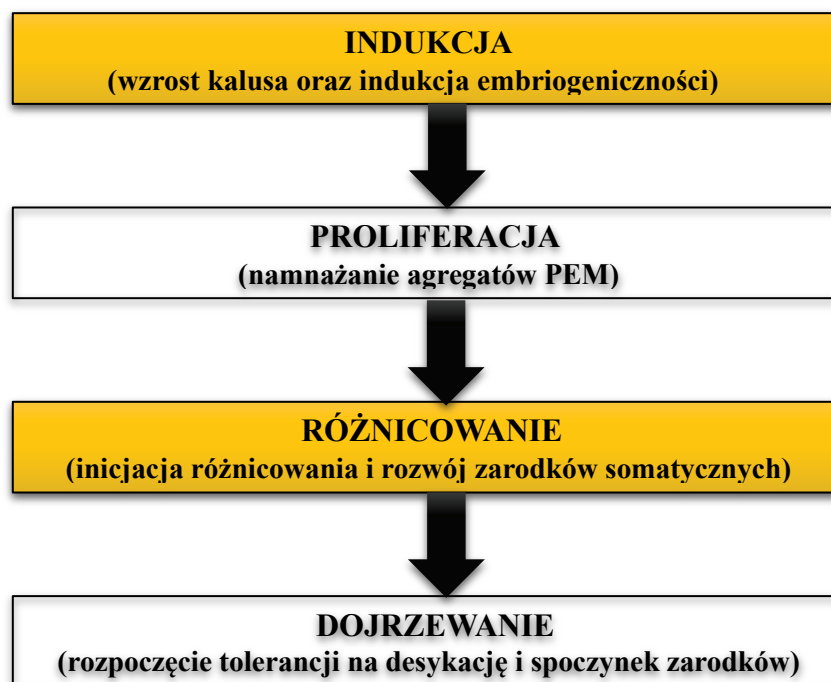 INDUKCJA
(wzrost kalusa oraz indukcja embriogeniczności)
PROLIFERACJA
(namnażanie agregatów PEM)
RÓŻNICOWANIE
(inicjacja różnicowania i rozwój zarodków somatycznych)
DOJRZEWANIE
(rozpoczęcie tolerancji na desykację i spoczynek zarodków)